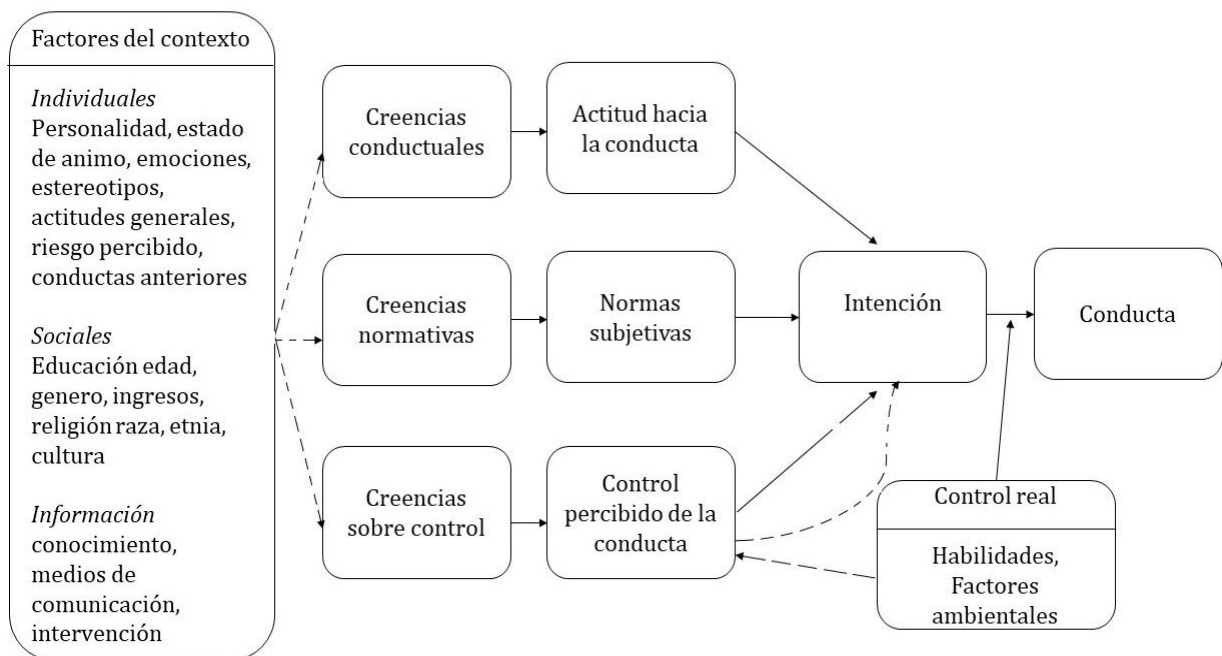 Factores del contexto
Individuales
Personalidad, estado
de animo, emociones,
estereotipos,
actitudes generales,
riesgo percibido,
conductas anteriores
Sociales
Educación edad,
genero, ingresos,
religión raza, etnia,
cultura
Información
conocimiento,
medios de
comunicación,
intervención
Creencias
conductuales
Actitud hacia
la conducta
Creencias
normativas
Normas
subjetivas
Intención
Conducta
Creencias
sobre control
Control
percibido de la
conducta
Control real
Habilidades,
Factores
ambientales